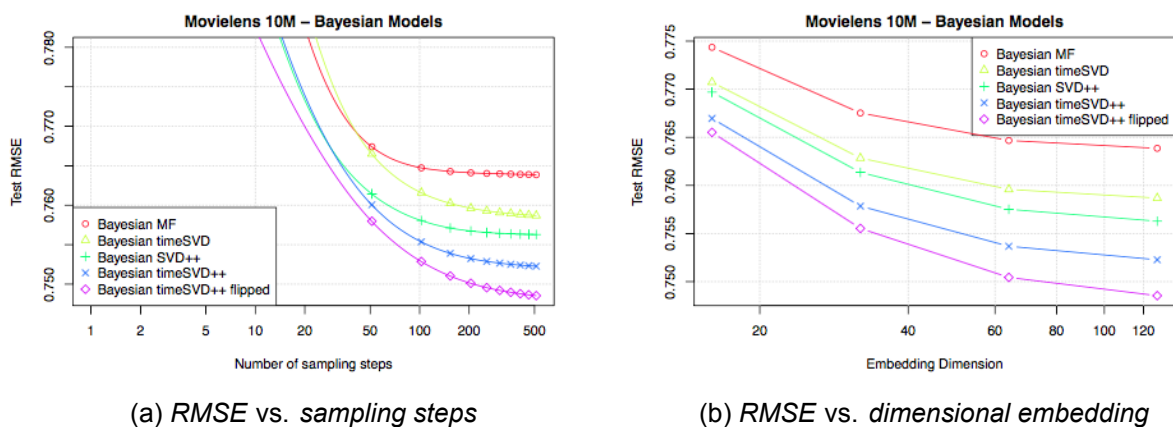 Movielens 10M – Bayesian Models
Test RMSE
0.780
0.770
0.760
0.750
Bayesian MF
Bayesian timeSVD
Bayesian SVD++
Bayesian timeSVD++
Bayesian timeSVD++ flipped
1 2 5 10 20 50 100 200 500
Number of sampling steps
(a) RMSE vs. sampling steps
Movielens 10M – Bayesian Models
Test RMSE
0.775
0.770
0.765
0.760
0.755
0.750
Bayesian MF
Bayesian timeSVD
Bayesian SVD++
Bayesian timeSVD++
Bayesian timeSVD++ flipped
20 40 60 80 100 120
Embedding Dimension
(b) RMSE vs. dimensional embedding